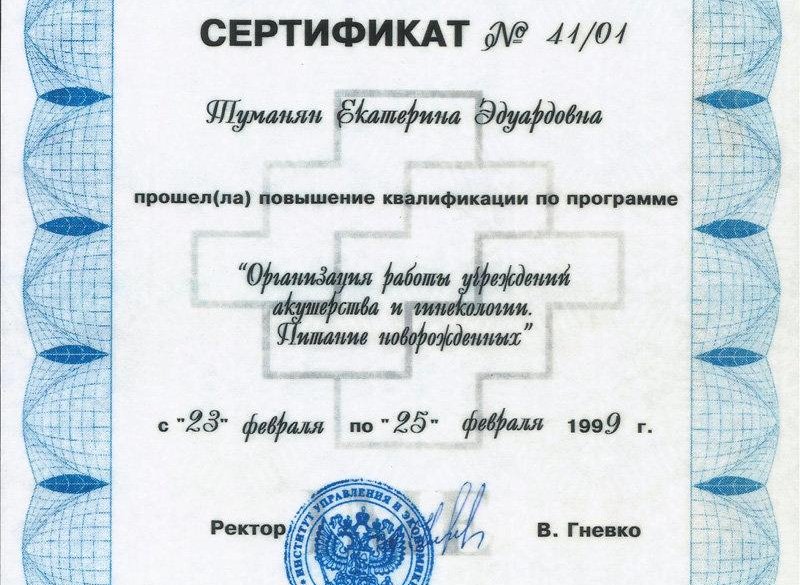 СЕРТИФИКАТ № 41/01
Туманян Екатерина Эдуардовна
прошел(ла) повышение квалификации по программе
“Организация работы учреждений
акушерства и гинекологии.
Питание новорожденных”
с "23" февраля по "25" февраля 1999 г.
Ректор В. Гневко
ИНСТИТУТ УПРАВЛЕНИЯ И ЭКОНОМИК